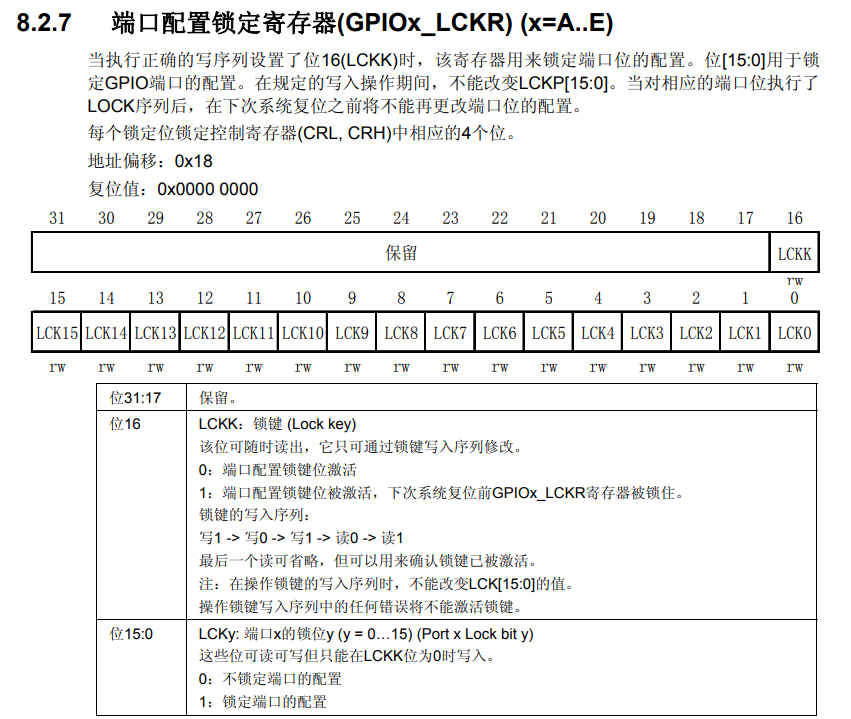 8.2.7 端口配置锁定寄存器(GPIOx_LCKR) (x=A..E)
当执行正确的写序列设置了位16(LCKK)时，该寄存器用来锁定端口位的配置。位[15:0]用于锁
定GPIO端口的配置。在规定的写入操作期间，不能改变LCKP[15:0]。当对相应的端口位执行了
LOCK序列后，在下次系统复位之前将不能再更改端口位的配置。
每个锁定位锁定控制寄存器(CRL, CRH)中相应的4个位。
地址偏移：0x18
复位值：0x0000 0000
31 30 29 28 27 26 25 24 23 22 21 20 19 18 17 16
保留 LCKK
rw
15 14 13 12 11 10 9 8 7 6 5 4 3 2 1 0
LCK15 LCK14 LCK13 LCK12 LCK11 LCK10 LCK9 LCK8 LCK7 LCK6 LCK5 LCK4 LCK3 LCK2 LCK1 LCK0
rw rw rw rw rw rw rw rw rw rw rw rw rw rw rw rw
位31:17 保留。
位16 LCKK：锁键 (Lock key)
该位可随时读出，它只可通过锁键写入序列修改。
0：端口配置锁键位激活
1：端口配置锁键位被激活，下次系统复位前GPIOx_LCKR寄存器被锁住。
锁键的写入序列：
写1 -> 写0 -> 写1 -> 读0 -> 读1
最后一个读可省略，但可以用来确认锁键已被激活。
注：在操作锁键的写入序列时，不能改变LCK[15:0]的值。
操作锁键写入序列中的任何错误将不能激活锁键。
位15:0 LCKy: 端口x的锁位y (y = 0…15) (Port x Lock bit y)
这些位可读可写但只能在LCKK位为0时写入。
0：不锁定端口的配置
1：锁定端口的配置